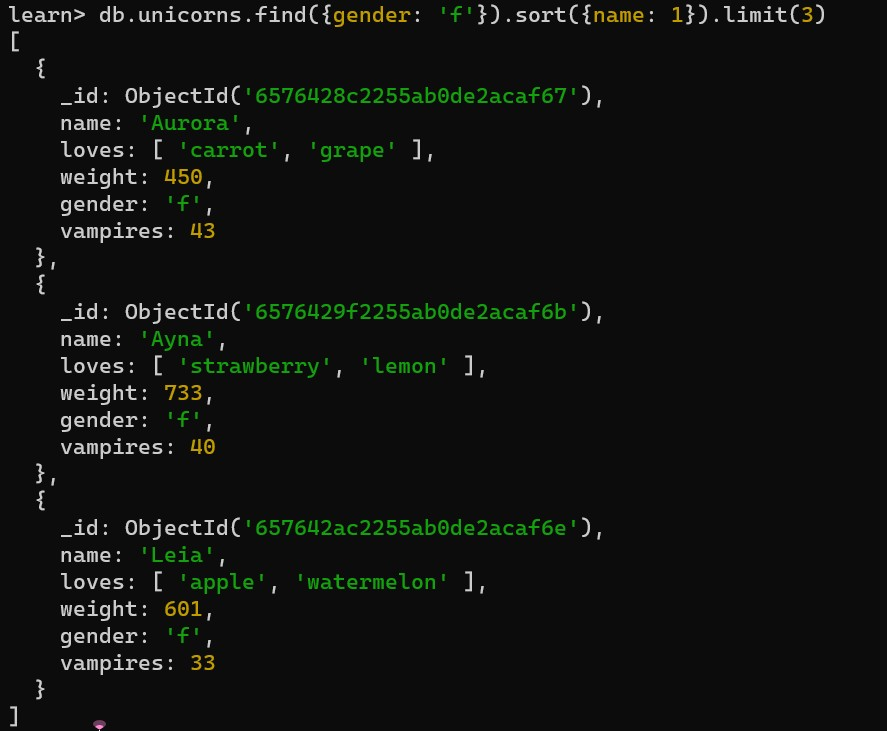 learn> db.unicorns.find({gender: 'f'}).sort({name: 1}).limit(3)
[
  {
    _id: ObjectId('6576428c2255ab0de2acaf67'),
    name: 'Aurora',
    loves: [ 'carrot', 'grape' ],
    weight: 450,
    gender: 'f',
    vampires: 43
  },
  {
    _id: ObjectId('6576429f2255ab0de2acaf6b'),
    name: 'Ayna',
    loves: [ 'strawberry', 'lemon' ],
    weight: 733,
    gender: 'f',
    vampires: 40
  },
  {
    _id: ObjectId('657642ac2255ab0de2acaf6e'),
    name: 'Leia',
    loves: [ 'apple', 'watermelon' ],
    weight: 601,
    gender: 'f',
    vampires: 33
  }
]